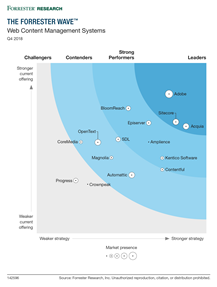 FORRESTER RESEARCH
THE FORRESTER WAVE™
Web Content Management Systems
Q4 2018
Challengers
Contenders
Strong
Performers
Leaders
Stronger
current
offering
Adobe
BloomReach
Sitecore
Episerver
Acquia
OpenText
CoreMedia
SDL
Amplience
Magnolia
Kentico Software
Contentful
Automattic
Progress
Crownpeak
Weaker
current
offering
Weaker strategy
Stronger strategy
Market presence
Source: Forrester Research, Inc. Unauthorized reproduction, citation, or distribution prohibited.